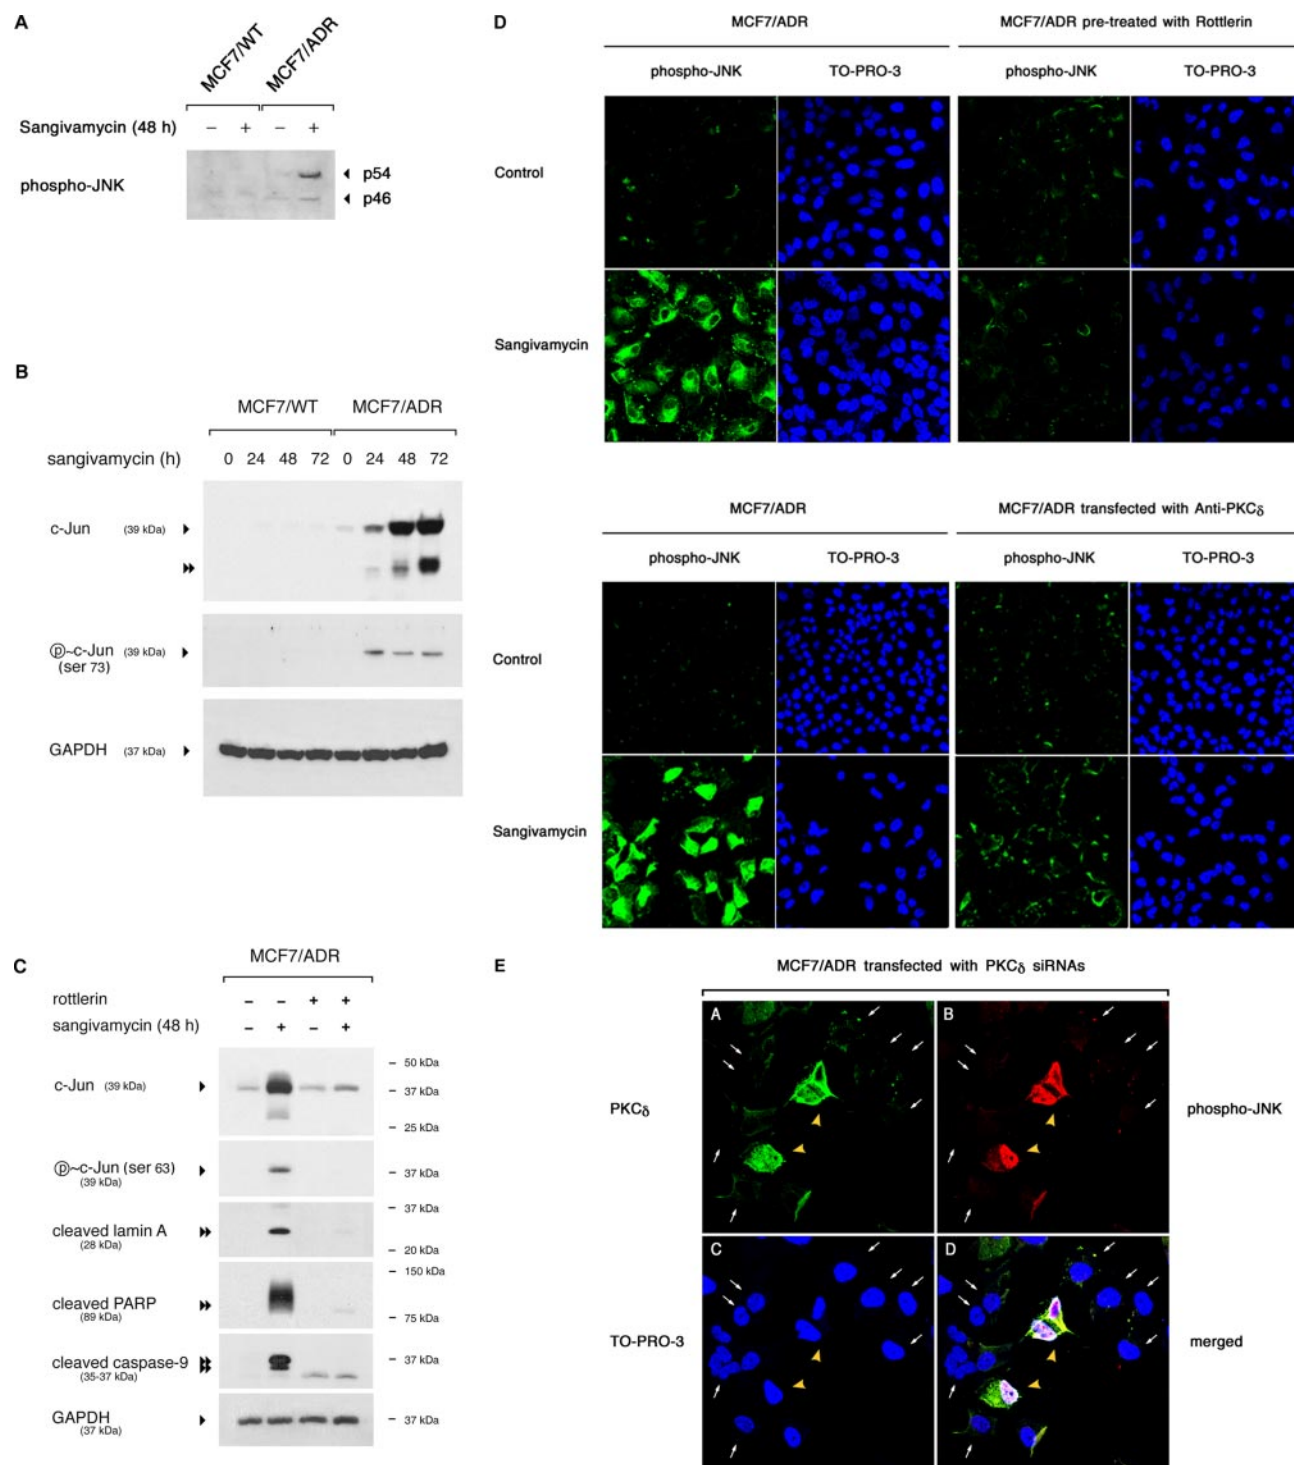 A
MCF7/WT
MCF7/ADR
Sangivamycin (48 h) − + − +
phospho-JNK
p54
p46
B
MCF7/WT MCF7/ADR
sangivamycin (h) 0 24 48 72 0 24 48 72
c-Jun (39 kDa)
ⓟ~c-Jun (39 kDa)
(ser 73)
GAPDH (37 kDa)
C
MCF7/ADR
rottlerin − − + +
sangivamycin (48 h) − + − +
c-Jun (39 kDa)
− 50 kDa
− 37 kDa
− 25 kDa
ⓟ~c-Jun (ser 63)
(39 kDa)
− 37 kDa
cleaved lamin A
(28 kDa)
− 37 kDa
− 20 kDa
cleaved PARP
(89 kDa)
− 150 kDa
− 75 kDa
cleaved caspase-9
(35-37 kDa)
− 37 kDa
GAPDH
(37 kDa)
− 37 kDa
D
MCF7/ADR MCF7/ADR pre-treated with Rottlerin
phospho-JNK TO-PRO-3 phospho-JNK TO-PRO-3
Control
Sangivamycin
MCF7/ADR MCF7/ADR transfected with Anti-PKCδ
phospho-JNK TO-PRO-3 phospho-JNK TO-PRO-3
Control
Sangivamycin
E
MCF7/ADR transfected with PKCδ siRNAs
A B
PKCδ phospho-JNK
C D
TO-PRO-3 merged